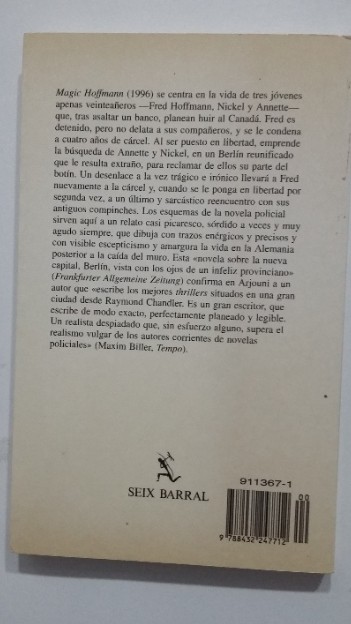 Magic Hoffmann (1996) se centra en la vida de tres jóvenes
apenas veinteañeros —Fred Hoffmann, Nickel y Annette—
que, tras asaltar un banco, planean huir al Canadá. Fred es
detenido, pero no delata a sus compañeros, y se le condena
a cuatro años de cárcel. Al ser puesto en libertad, emprende
la búsqueda de Annette y Nickel, en un Berlín reunificado
que le resulta extraño, para reclamar de ellos su parte del
botín. Un desenlace a la vez trágico e irónico llevará a Fred
nuevamente a la cárcel y, cuando se le ponga en libertad por
segunda vez, a un último y sarcástico reencuentro con sus
antiguos compinches. Los esquemas de la novela policial
sirven aquí a un relato casi picaresco, sórdido a veces y muy
agudo siempre, que dibuja con trazos enérgicos y precisos y
con visible escepticismo y amargura la vida en la Alemania
posterior a la caída del muro. Esta «novela sobre la nueva
capital, Berlín, vista con los ojos de un infeliz provinciano»
(Frankfurter Allgemeine Zeitung) confirma en Arjouni a un
autor que «escribe los mejores thrillers situados en una gran
ciudad desde Raymond Chandler. Es un gran escritor, que
escribe de modo exacto, perfectamente planeado y legible.
Un realista despiadado que, sin esfuerzo alguno, supera el
realismo vulgar de los autores corrientes de novelas
policiales» (Maxim Biller, Tempo).
SEIX BARRAL
911367-1
00
9 788432 247712